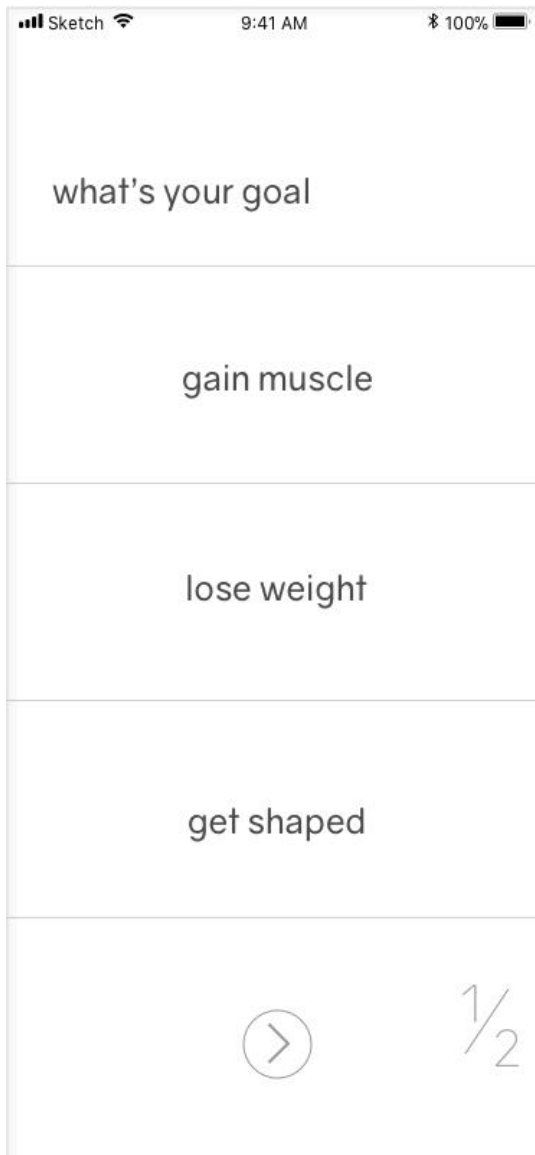 Sketch 9:41 AM 100%
what's your goal
gain muscle
lose weight
get shaped
1/2